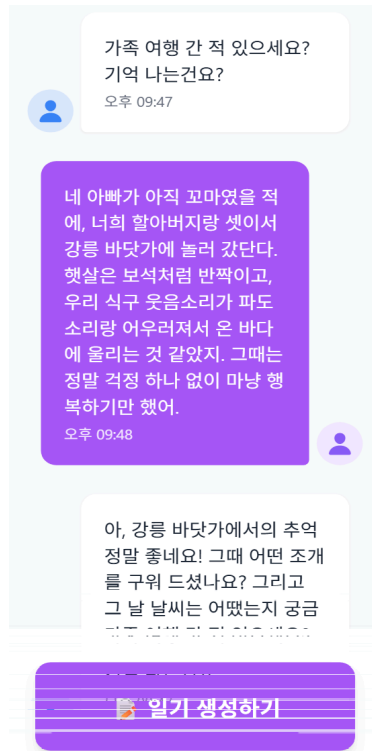 가족 여행 간 적 있으세요?
기억 나는건요?
오후 09:47
네 아빠가 아직 꼬마였을 적
에, 너희 할아버지랑 셋이서
강릉 바닷가에 놀러 갔단다.
햇살은 보석처럼 반짝이고,
우리 식구 웃음소리가 파도
소리랑 어우러져서 온 바다
에 울리는 것 같았지. 그때는
정말 걱정 하나 없이 마냥 행
복하기만 했어.
오후 09:48
아, 강릉 바닷가에서의 추억
정말 좋네요! 그때 어떤 조개
를 구워 드셨나요? 그리고
그 날 날씨는 어땠는지 궁금
📝 일기 생성하기